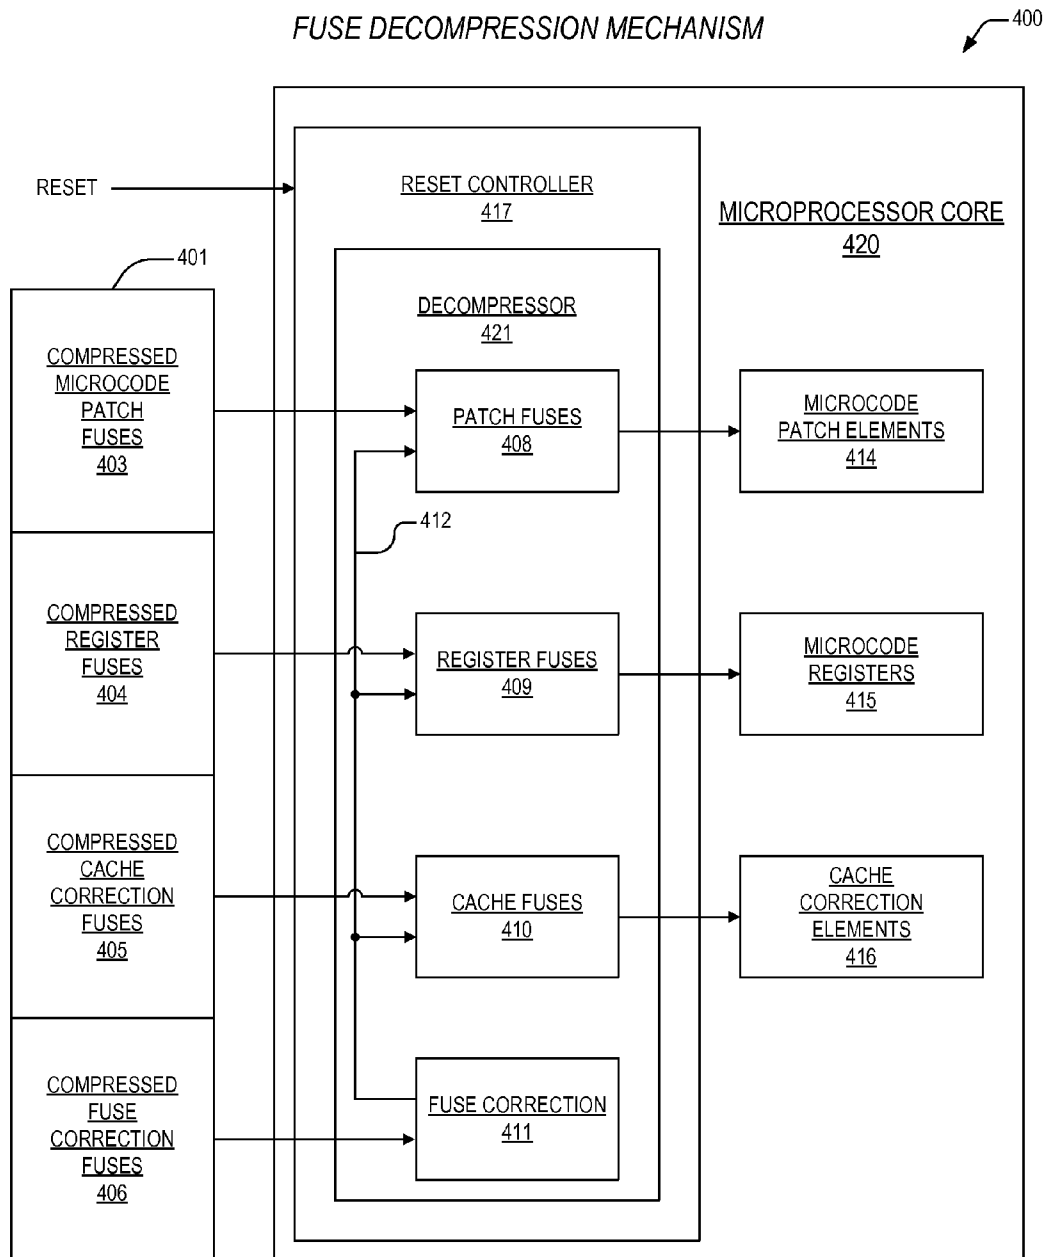 FUSE DECOMPRESSION MECHANISM
400
RESET
RESET CONTROLLER
417
MICROPROCESSOR CORE
420
401
DECOMPRESSOR
421
COMPRESSED
MICROCODE
PATCH
FUSES
403
PATCH FUSES
408
MICROCODE
PATCH ELEMENTS
414
412
COMPRESSED
REGISTER
FUSES
404
REGISTER FUSES
409
MICROCODE
REGISTERS
415
COMPRESSED
CACHE
CORRECTION
FUSES
405
CACHE FUSES
410
CACHE
CORRECTION
ELEMENTS
416
COMPRESSED
FUSE
CORRECTION
FUSES
406
FUSE CORRECTION
411